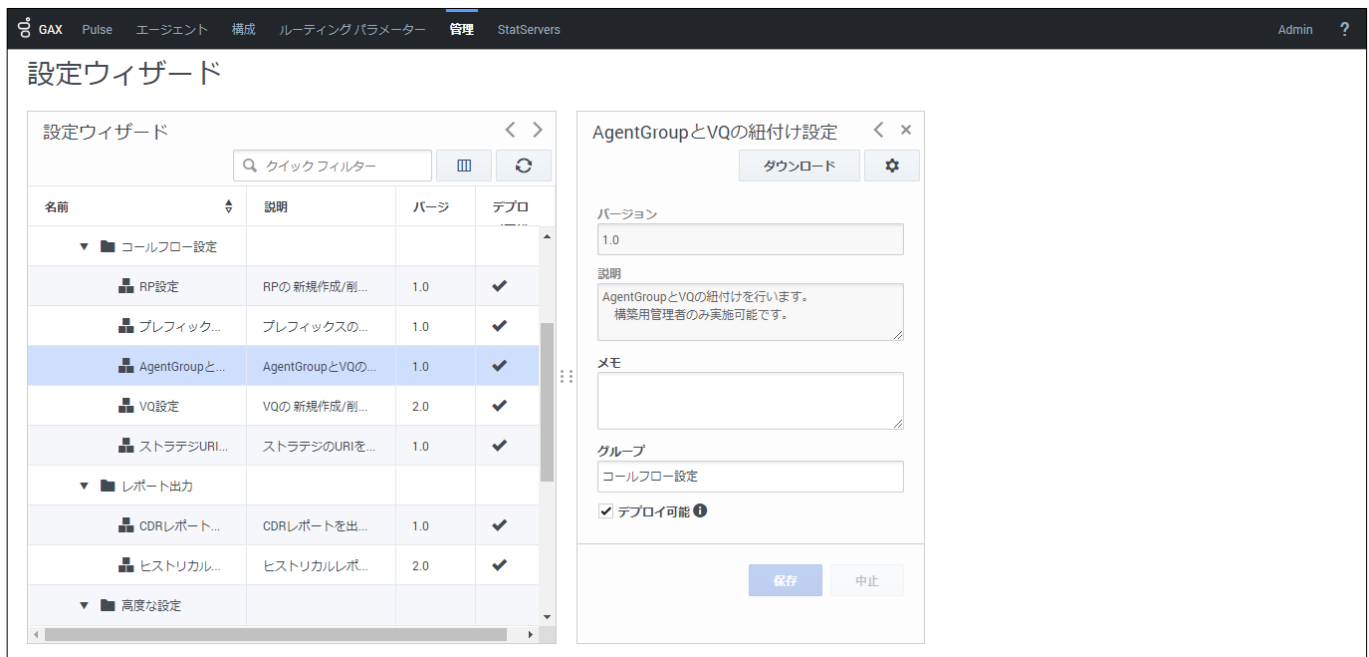 GAX Pulse エージェント 構成 ルーティング パラメーター 管理 StatServers Admin ?
設定ウィザード
設定ウィザード
クイック フィルター
名前 説明 バージ デプロ
コールフロー設定
RP設定 RPの 新規作成/削... 1.0
プレフィック... プレフィックスの... 1.0
AgentGroupと... AgentGroupとVQの... 1.0
VQ設定 VQの 新規作成/削... 2.0
ストラテジURI... ストラテジのURIを... 1.0
レポート出力
CDRレポート... CDRレポートを出... 1.0
ヒストリカル... ヒストリカルレポ... 2.0
高度な設定
AgentGroupとVQの紐付け設定
ダウンロード
バージョン
1.0
説明
AgentGroupとVQの紐付けを行います。
構築用管理者のみ実施可能です。
メモ
グループ
コールフロー設定
デプロイ可能
保存 中止